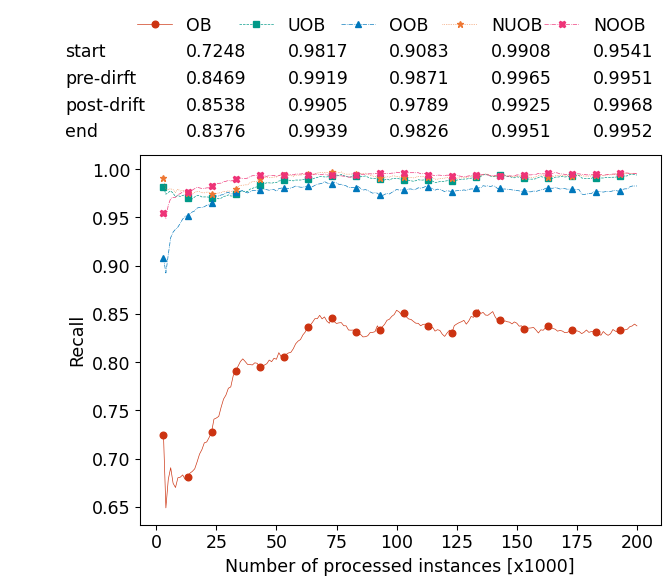 OB UOB OOB NUOB NOOB
start 0.7248 0.9817 0.9083 0.9908 0.9541
pre-dirft 0.8469 0.9919 0.9871 0.9965 0.9951
post-drift 0.8538 0.9905 0.9789 0.9925 0.9968
end 0.8376 0.9939 0.9826 0.9951 0.9952
1.00
0.95
0.90
0.85
0.80
0.75
0.70
0.65
Recall
0 25 50 75 100 125 150 175 200
Number of processed instances [x1000]